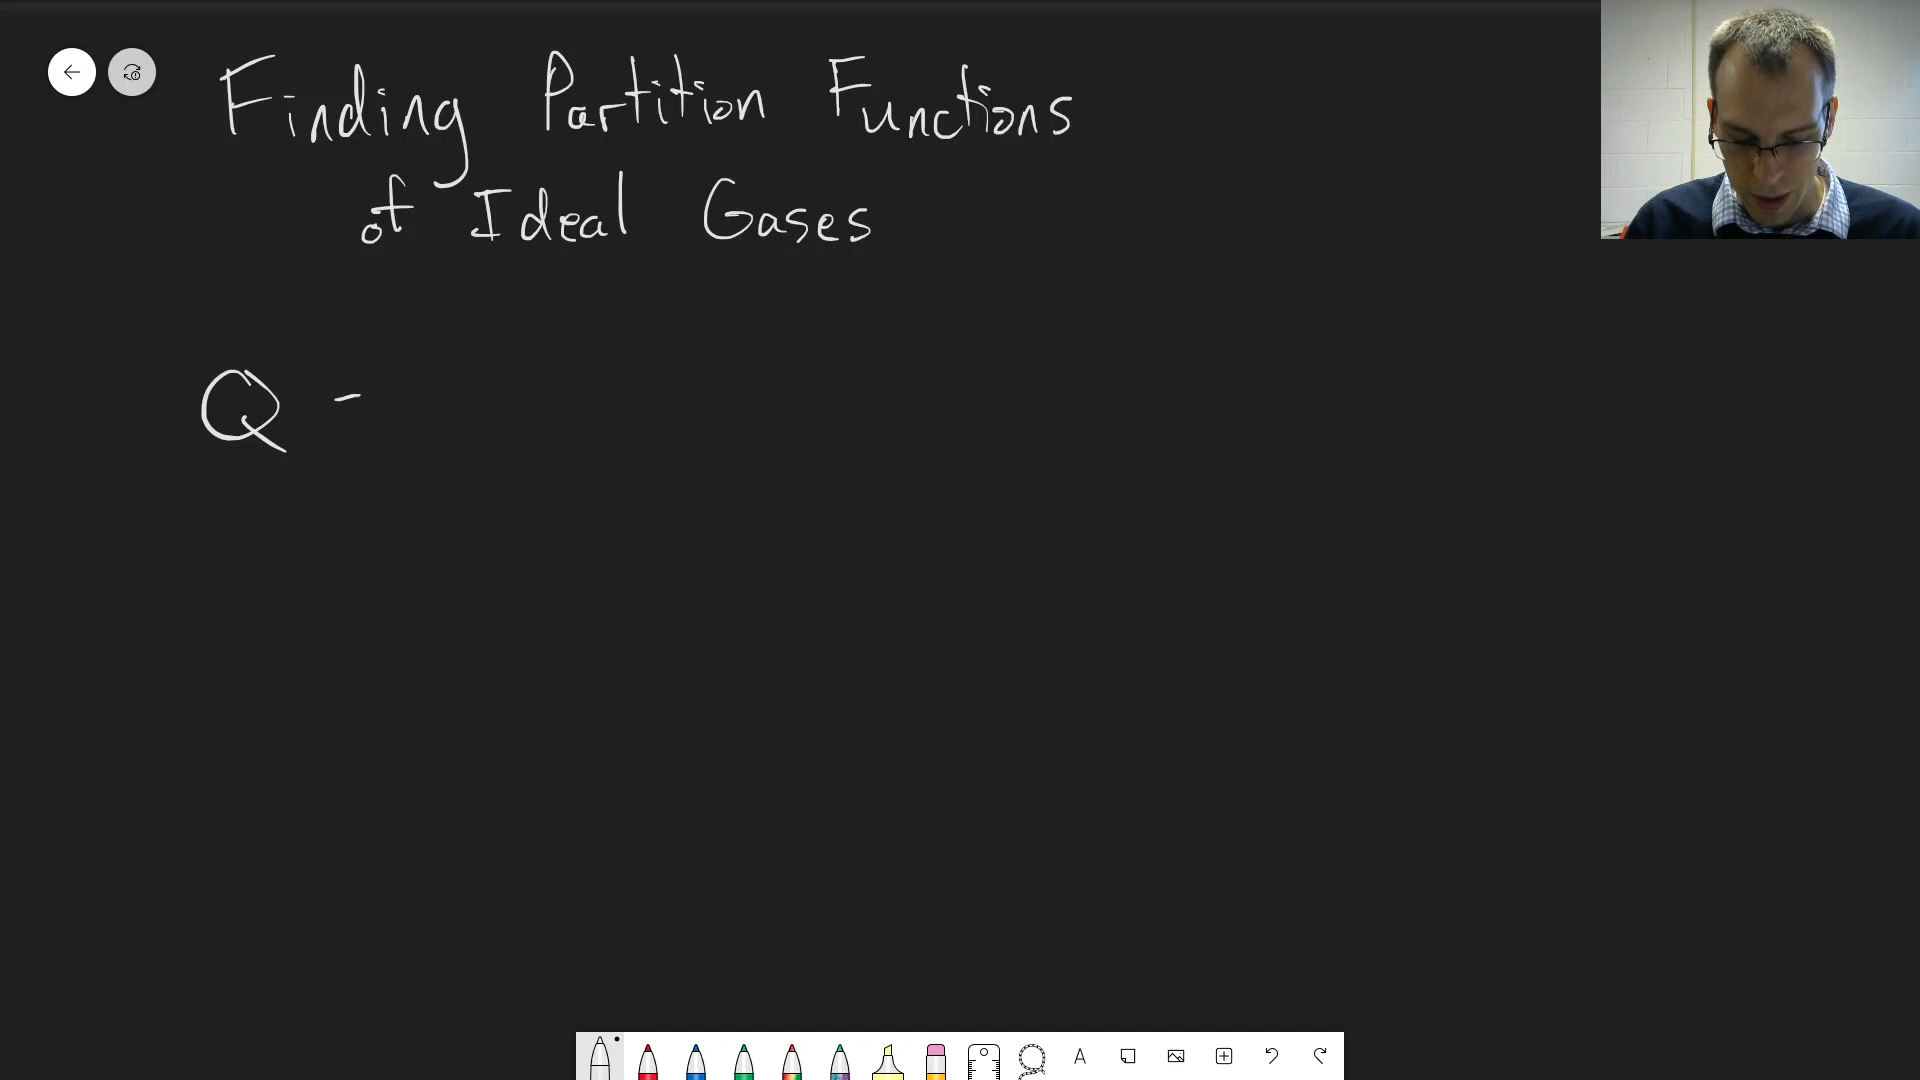 Finding Partition Functions
of Ideal Gases
Q -
A